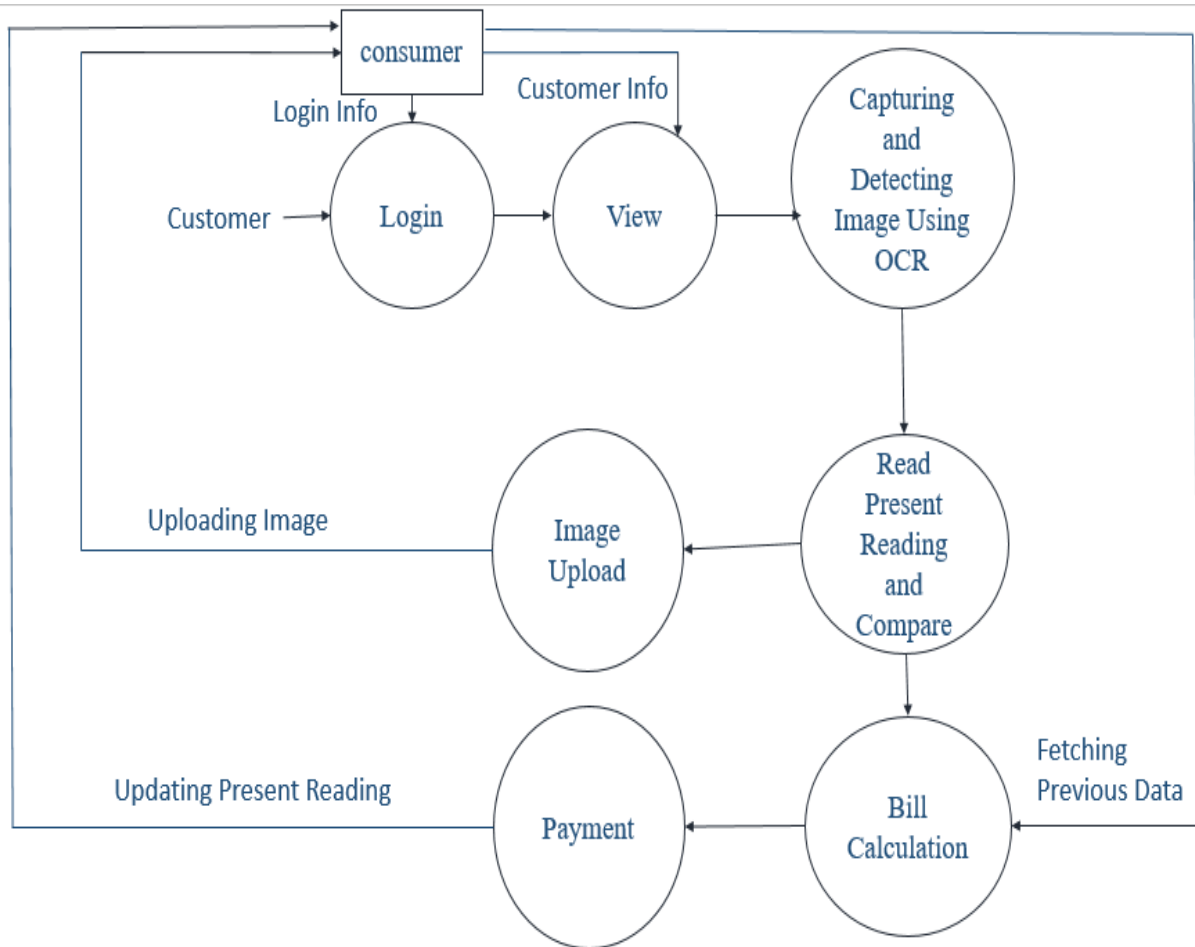 consumer
Login Info
Customer Info
Capturing
and
Detecting
Image Using
OCR
Customer
Login
View
Read
Present
Reading
and
Compare
Uploading Image
Image
Upload
Fetching
Previous Data
Updating Present Reading
Payment
Bill
Calculation